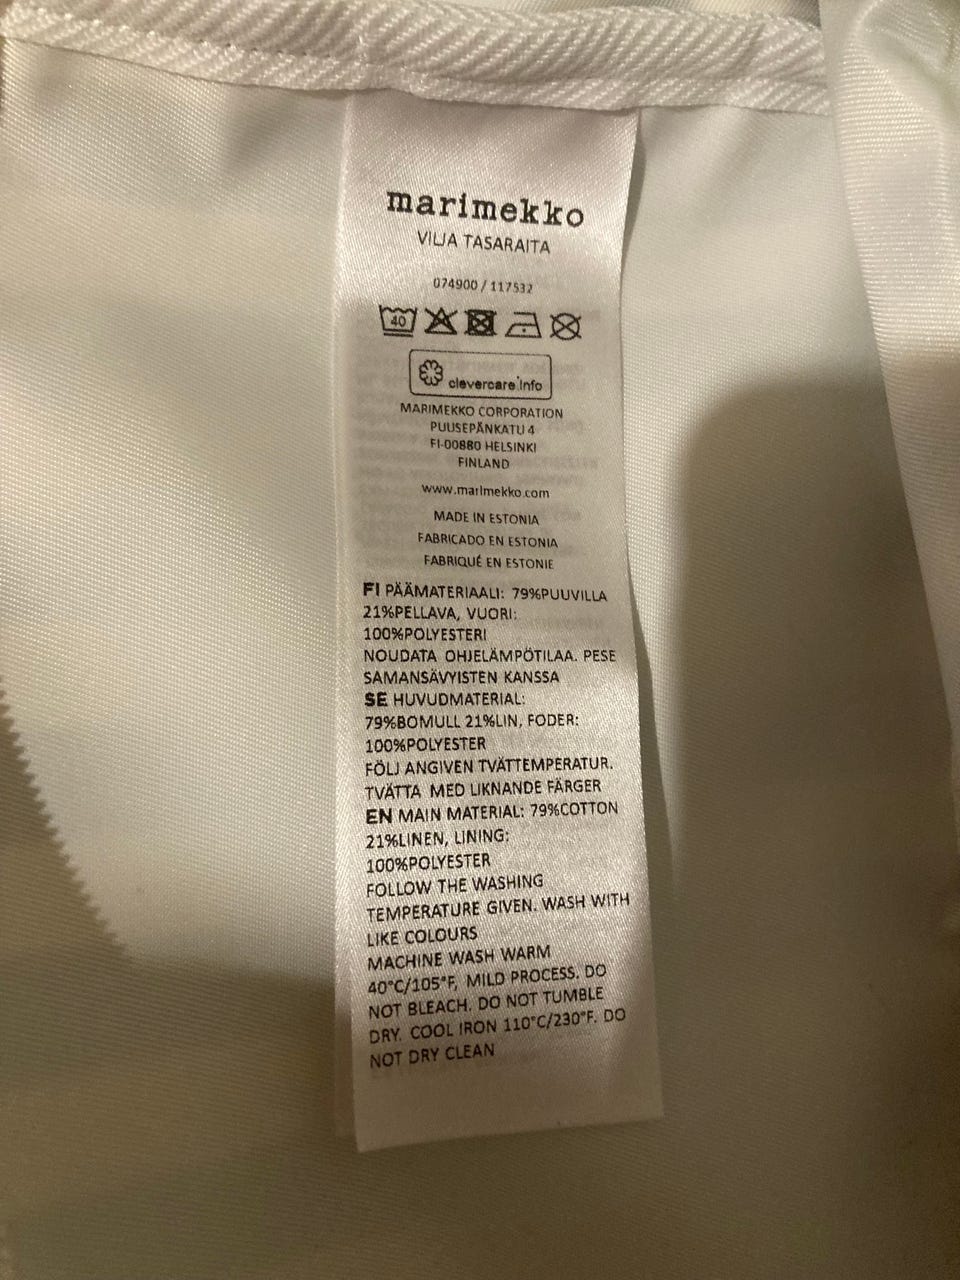 marimekko
VILJA TASARAITA
074900 / 117532
40
clevercare.info
MARIMEKKO CORPORATION
PUUSEPÄNKATU 4
FI-00880 HELSINKI
FINLAND
www.marimekko.com
MADE IN ESTONIA
FABRICADO EN ESTONIA
FABRIQUÉ EN ESTONIE
FI PÄÄMATERIAALI: 79%PUUVILLA
21%PELLAVA, VUORI:
100%POLYESTERI
NOUDATA OHJELÄMPÖTILAA. PESE
SAMANSÄVYISTEN KANSSA
SE HUVUDMATERIAL:
79%BOMULL 21%LIN, FODER:
100%POLYESTER
FÖLJ ANGIVEN TVÄTTEMPERATUR.
TVÄTTA MED LIKNANDE FÄRGER
EN MAIN MATERIAL: 79%COTTON
21%LINEN, LINING:
100%POLYESTER
FOLLOW THE WASHING
TEMPERATURE GIVEN. WASH WITH
LIKE COLOURS
MACHINE WASH WARM
40°C/105°F, MILD PROCESS. DO
NOT BLEACH. DO NOT TUMBLE
DRY. COOL IRON 110°C/230°F. DO
NOT DRY CLEAN